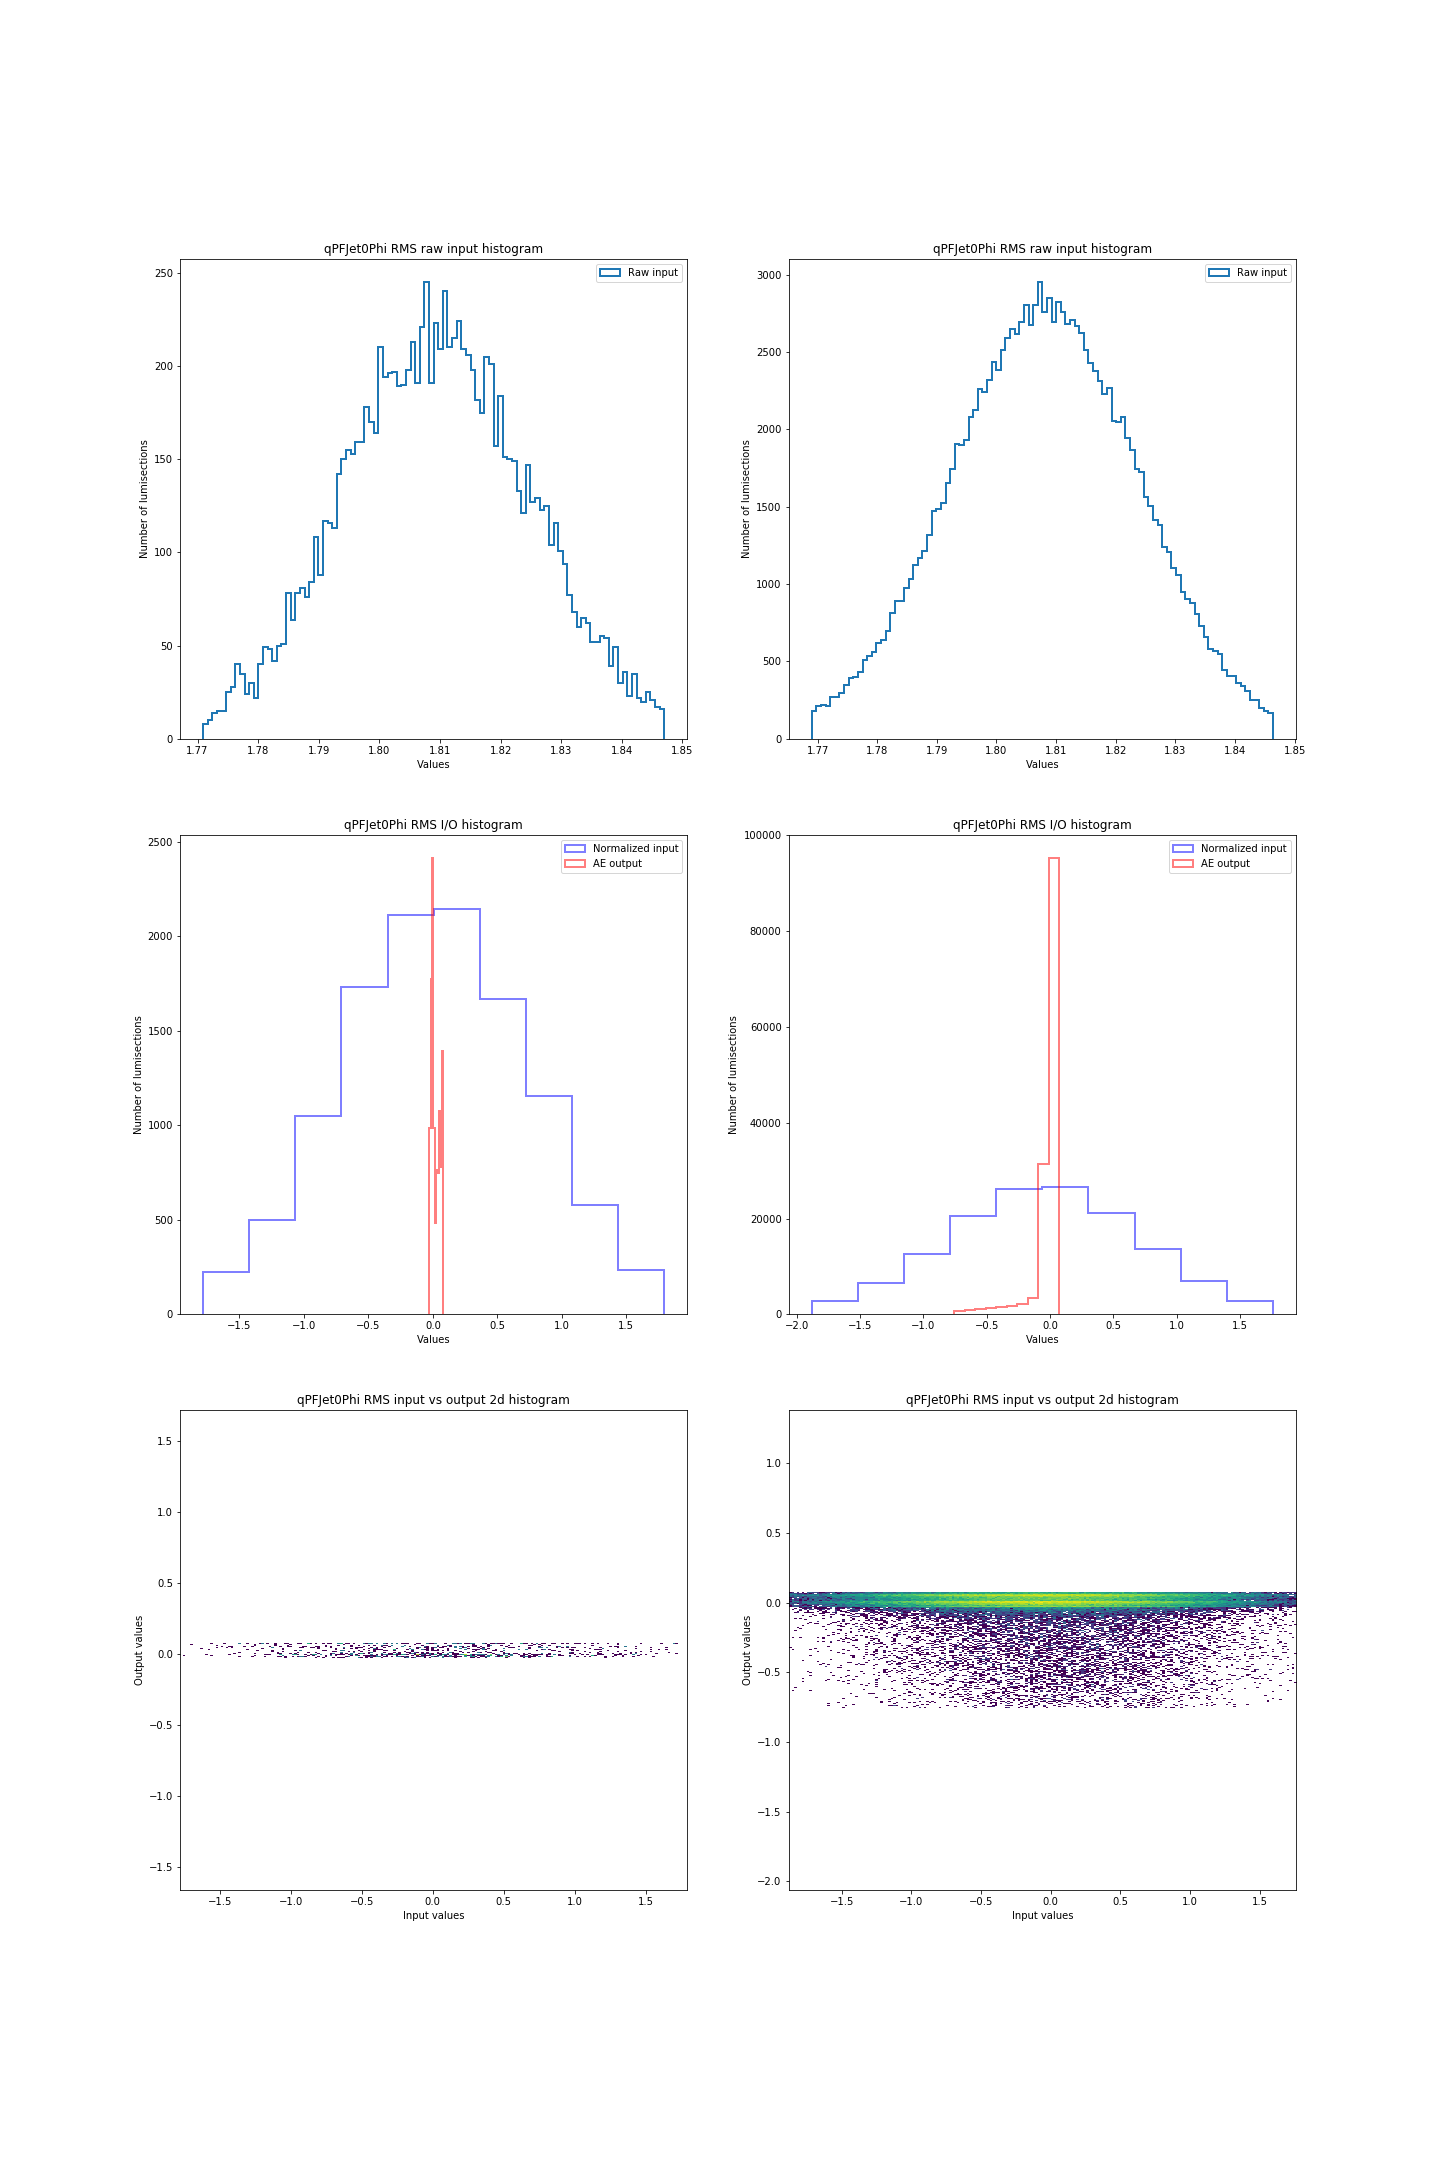 qPFJet0Phi RMS raw input histogram
Raw input
250
200
150
100
50
0
Number of lumisections
1.77 1.78 1.79 1.80 1.81 1.82 1.83 1.84 1.85
Values
qPFJet0Phi RMS raw input histogram
Raw input
3000
2500
2000
1500
1000
500
0
Number of lumisections
1.77 1.78 1.79 1.80 1.81 1.82 1.83 1.84 1.85
Values
qPFJet0Phi RMS I/O histogram
Normalized input
AE output
2500
2000
1500
1000
500
0
Number of lumisections
−1.5 −1.0 −0.5 0.0 0.5 1.0 1.5
Values
qPFJet0Phi RMS I/O histogram
Normalized input
AE output
100000
80000
60000
40000
20000
0
Number of lumisections
−2.0 −1.5 −1.0 −0.5 0.0 0.5 1.0 1.5
Values
qPFJet0Phi RMS input vs output 2d histogram
1.5
1.0
0.5
0.0
−0.5
−1.0
−1.5
Output values
−1.5 −1.0 −0.5 0.0 0.5 1.0 1.5
Input values
qPFJet0Phi RMS input vs output 2d histogram
1.0
0.5
0.0
−0.5
−1.0
−1.5
−2.0
Output values
−1.5 −1.0 −0.5 0.0 0.5 1.0 1.5
Input values